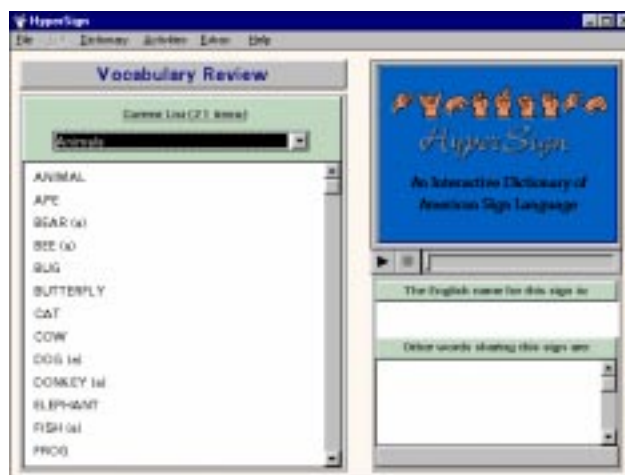 HyperSign
File Dictionary Activities Extras Help
Vocabulary Review
Current List (21 items)
Animals
ANIMAL
APE
BEAR (a)
BEE (a)
BUG
BUTTERFLY
CAT
COW
DOG (a)
DONKEY (a)
ELEPHANT
FISH (a)
FROG
HyperSign
An Interactive Dictionary of
American Sign Language
The English name for this sign is:
Other words sharing this sign are: